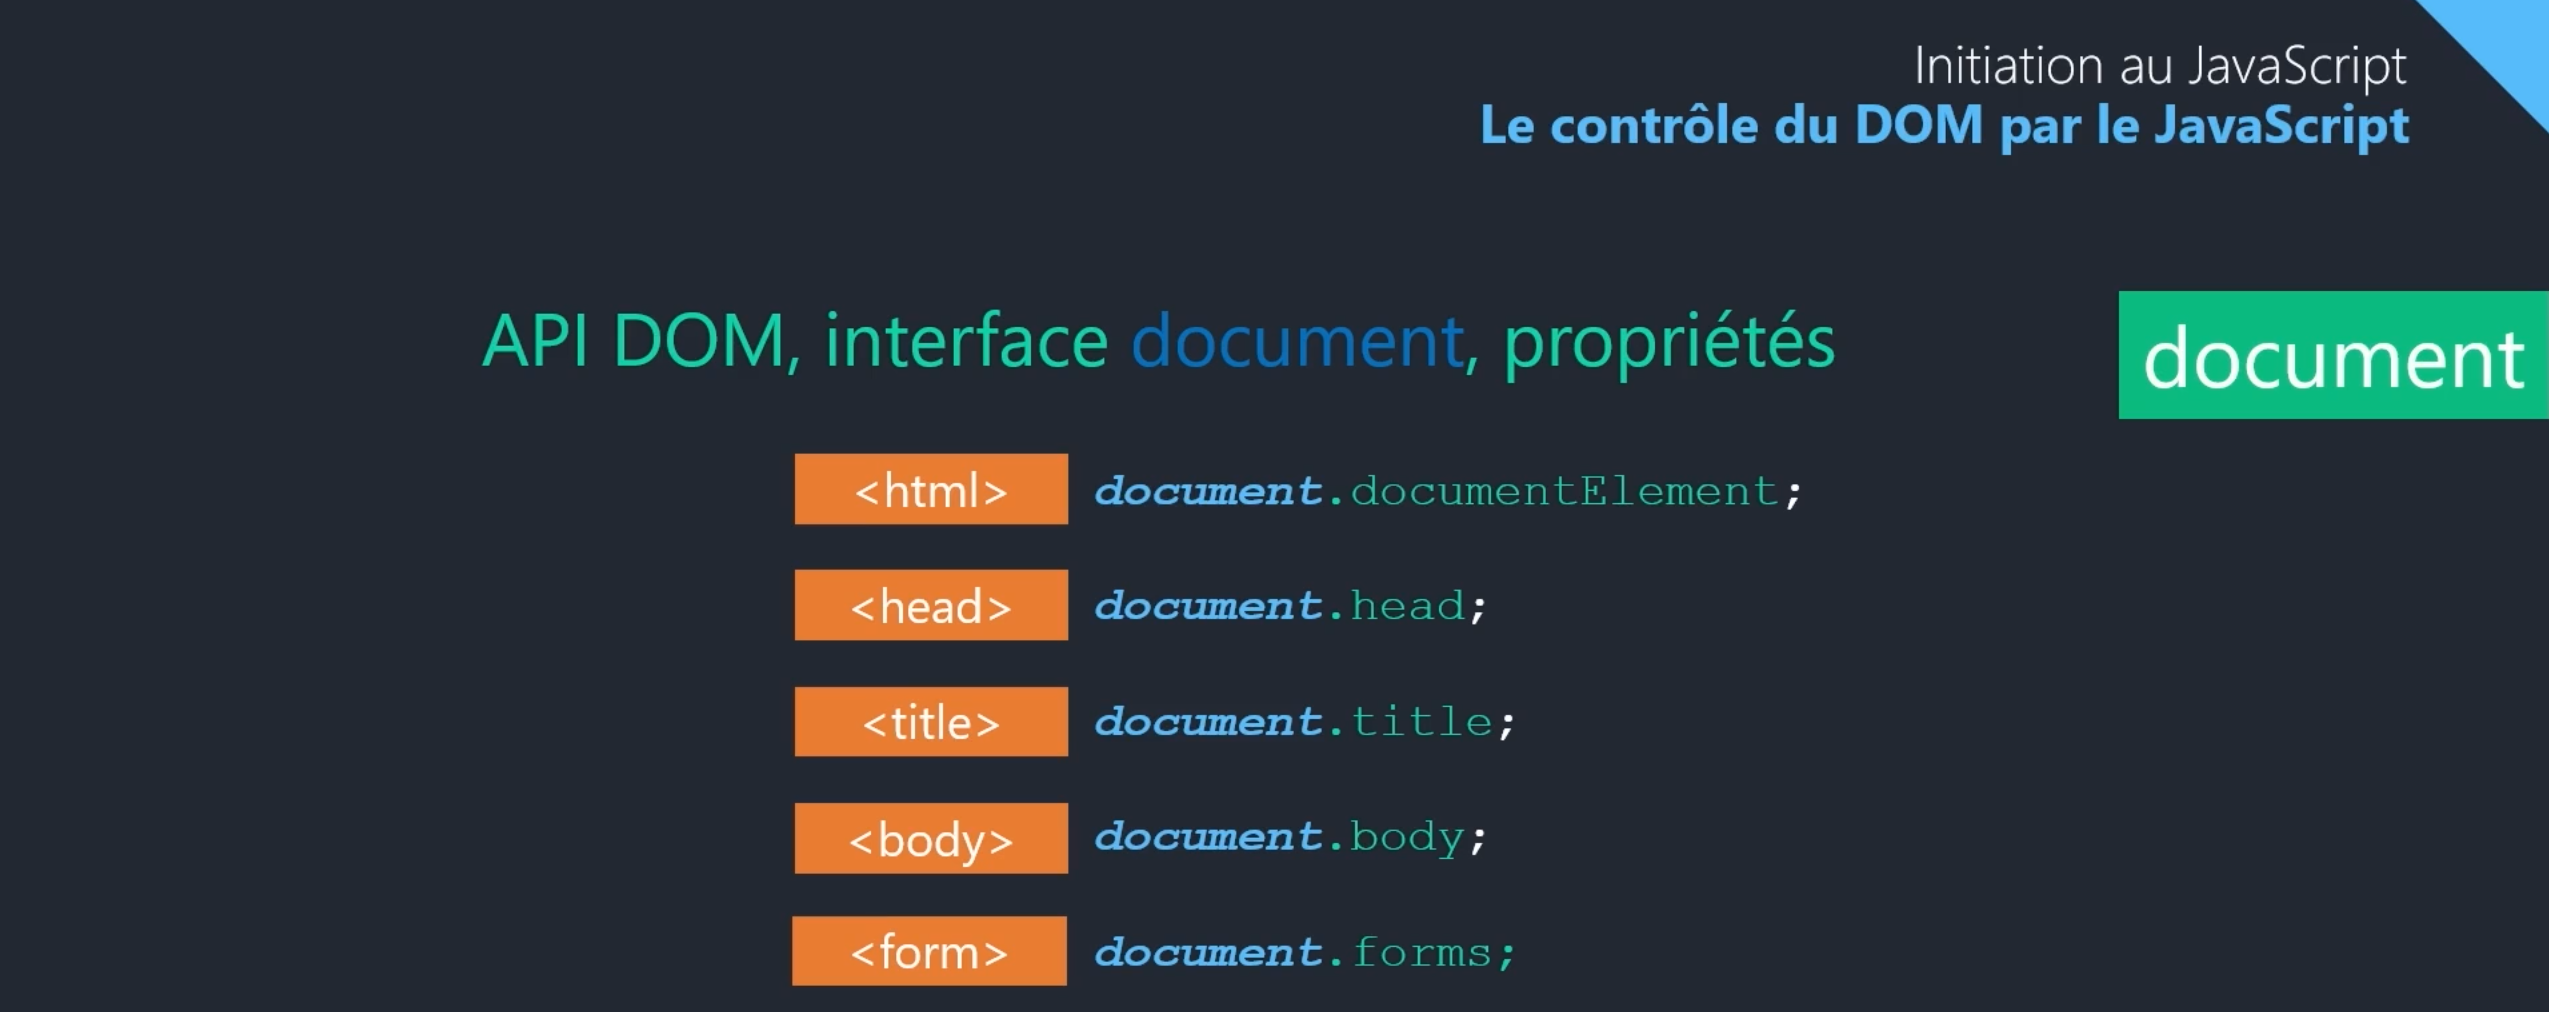 Initiation au JavaScript
Le contrôle du DOM par le JavaScript
API DOM, interface document, propriétés
document
<html> document.documentElement;
<head> document.head;
<title> document.title;
<body> document.body;
<form> document.forms;